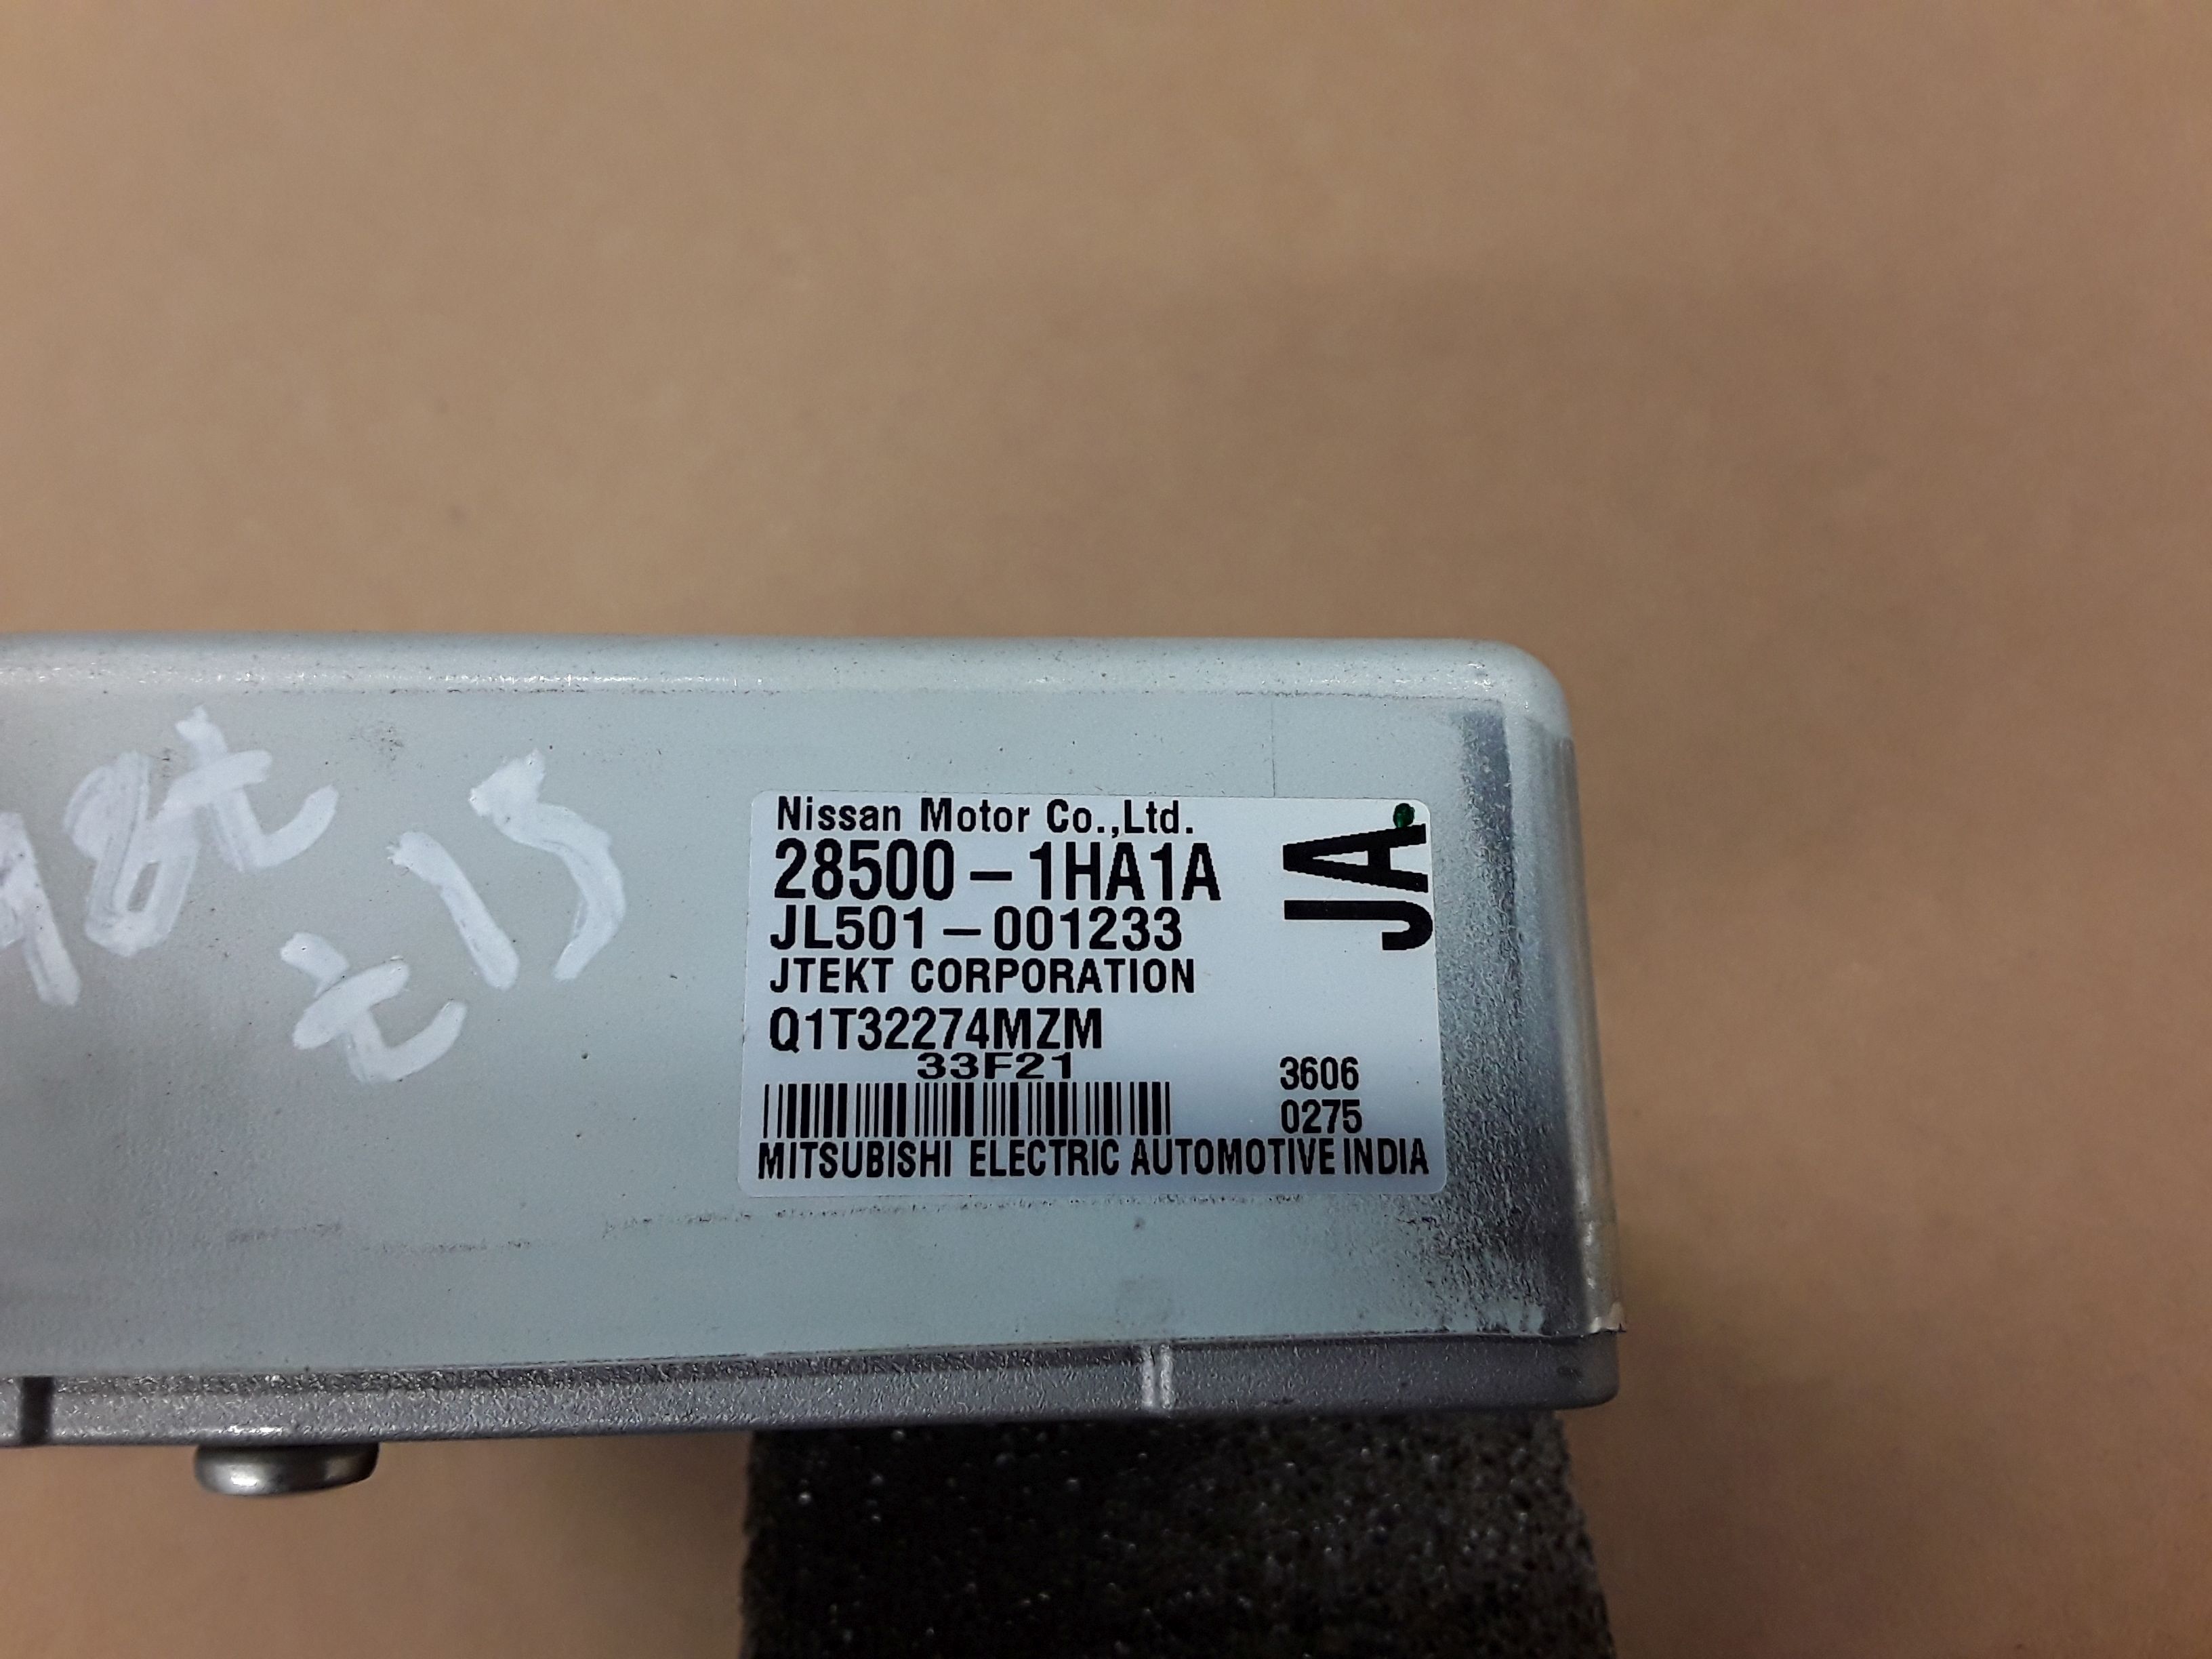 Nissan Motor Co.,Ltd.
28500-1HA1A
JA
JL501-001233
JTEKT CORPORATION
Q1T32274MZM
33F21
3606
0275
MITSUBISHI ELECTRIC AUTOMOTIVE INDIA